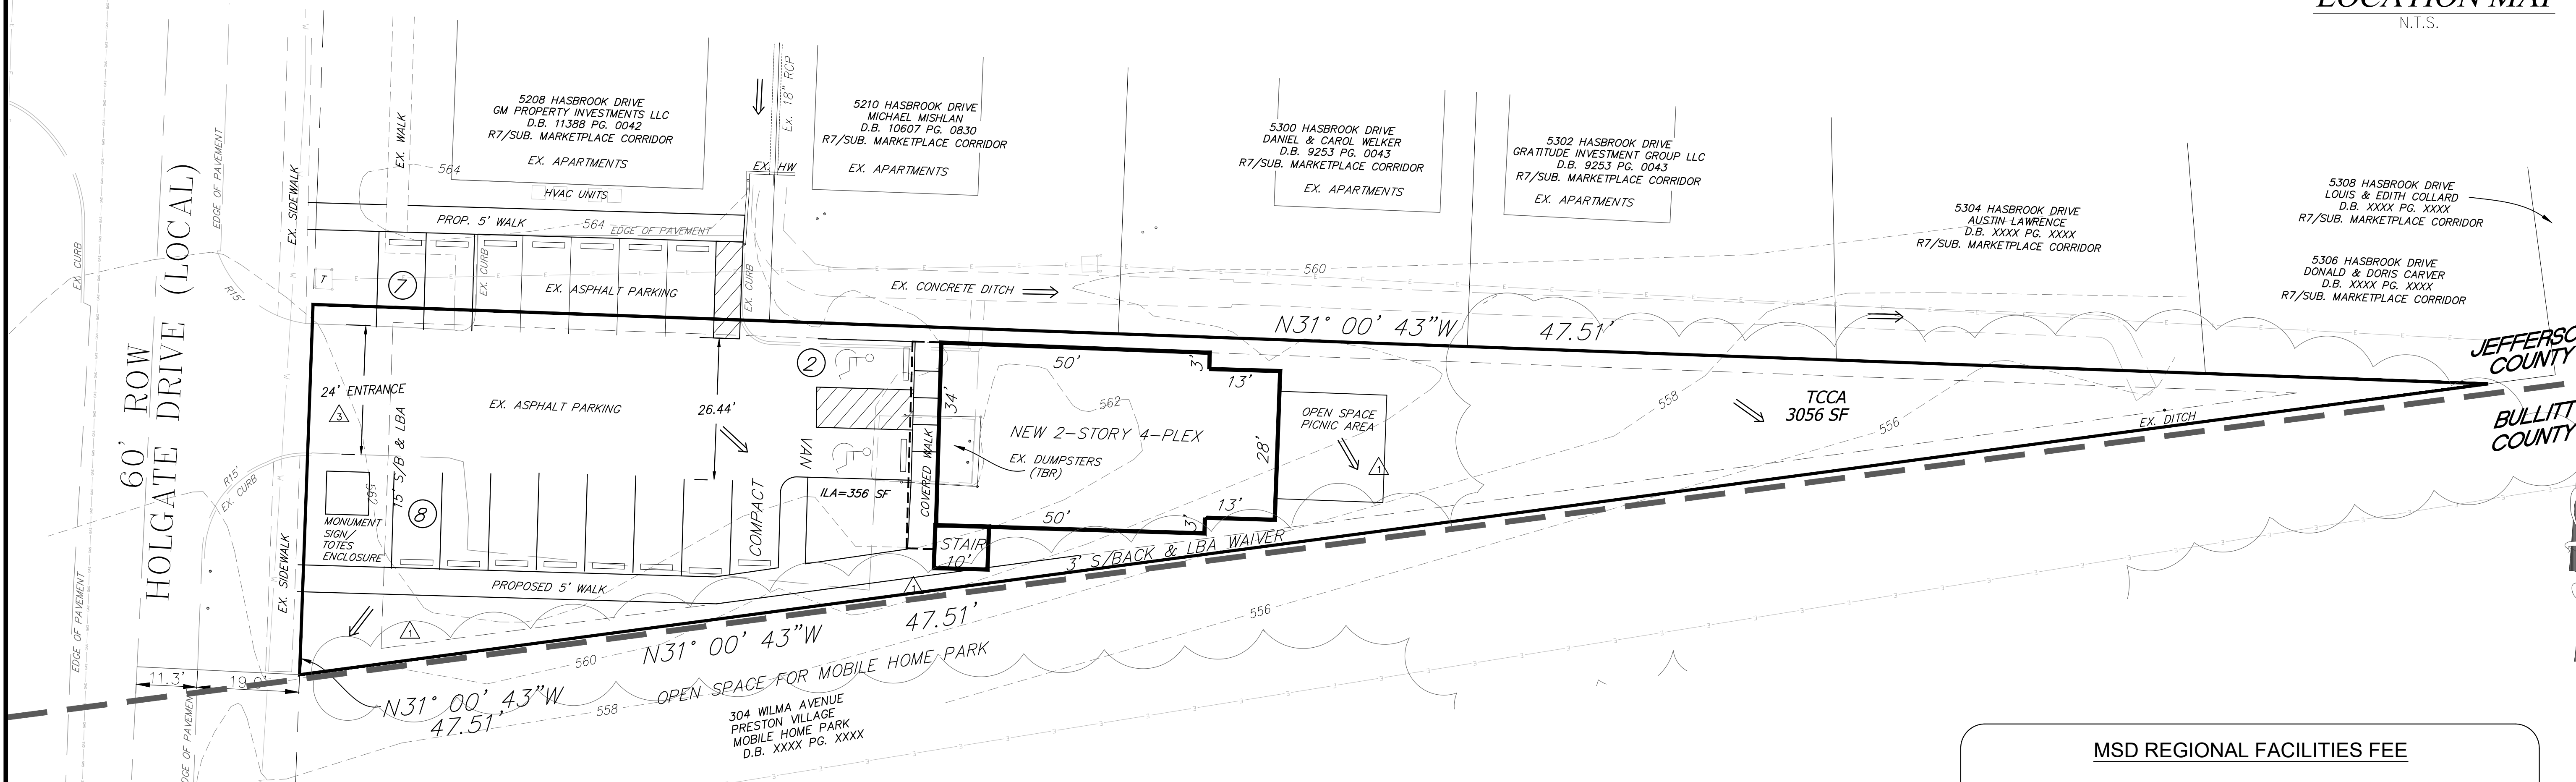 LOCATION MAP
N.T.S.
5208 HASBROOK DRIVE
GM PROPERTY INVESTMENTS LLC
D.B. 11388 PG. 0042
R7/SUB. MARKETPLACE CORRIDOR
EX. APARTMENTS
HVAC UNITS
EX. 18" RCP
EX. HW
5210 HASBROOK DRIVE
MICHAEL MISHLAN
D.B. 10607 PG. 0830
R7/SUB. MARKETPLACE CORRIDOR
EX. APARTMENTS
5300 HASBROOK DRIVE
DANIEL & CAROL WELKER
D.B. 9253 PG. 0043
R7/SUB. MARKETPLACE CORRIDOR
EX. APARTMENTS
5302 HASBROOK DRIVE
GRATITUDE INVESTMENT GROUP LLC
D.B. 9253 PG. 0043
R7/SUB. MARKETPLACE CORRIDOR
EX. APARTMENTS
5304 HASBROOK DRIVE
AUSTIN LAWRENCE
D.B. XXXX PG. XXXX
R7/SUB. MARKETPLACE CORRIDOR
5308 HASBROOK DRIVE
LOUIS & EDITH COLLARD
D.B. XXXX PG. XXXX
R7/SUB. MARKETPLACE CORRIDOR
5306 HASBROOK DRIVE
DONALD & DORIS CARVER
D.B. XXXX PG. XXXX
R7/SUB. MARKETPLACE CORRIDOR
EX. CURB
EDGE OF PAVEMENT
60' ROW
HOLGATE DRIVE (LOCAL)
EDGE OF PAVEMENT
EX. SIDEWALK
EX. WALK
564
PROP. 5' WALK
564
EDGE OF PAVEMENT
R15'
T
7
EX. CURB
EX. ASPHALT PARKING
EX. CURB
EX. CONCRETE DITCH
560
N31° 00' 43"W
47.51'
JEFFERSON
COUNTY
BULLITT
COUNTY
24' ENTRANCE
3
15' S/B & LBA
EX. ASPHALT PARKING
26.44'
2
VAN
COVERED WALK
34'
50'
3'
13'
562
NEW 2-STORY 4-PLEX
EX. DUMPSTERS
(TBR)
28'
OPEN SPACE
PICNIC AREA
1
558
TCCA
3056 SF
556
EX. DITCH
R15'
EX. CURB
562
MONUMENT
SIGN/
TOTES
ENCLOSURE
8
COMPACT
ILA=356 SF
50'
3'
13'
STAIR
10'
3' S/BACK & LBA WAIVER
EX. SIDEWALK
PROPOSED 5' WALK
1
1
EDGE OF PAVEMENT
11.3'
19.0'
EDGE OF PAVEMENT
N31° 00' 43"W
47.51'
560
N31° 00' 43"W
47.51'
556
558
OPEN SPACE FOR MOBILE HOME PARK
304 WILMA AVENUE
PRESTON VILLAGE
MOBILE HOME PARK
D.B. XXXX PG. XXXX
MSD REGIONAL FACILITIES FEE